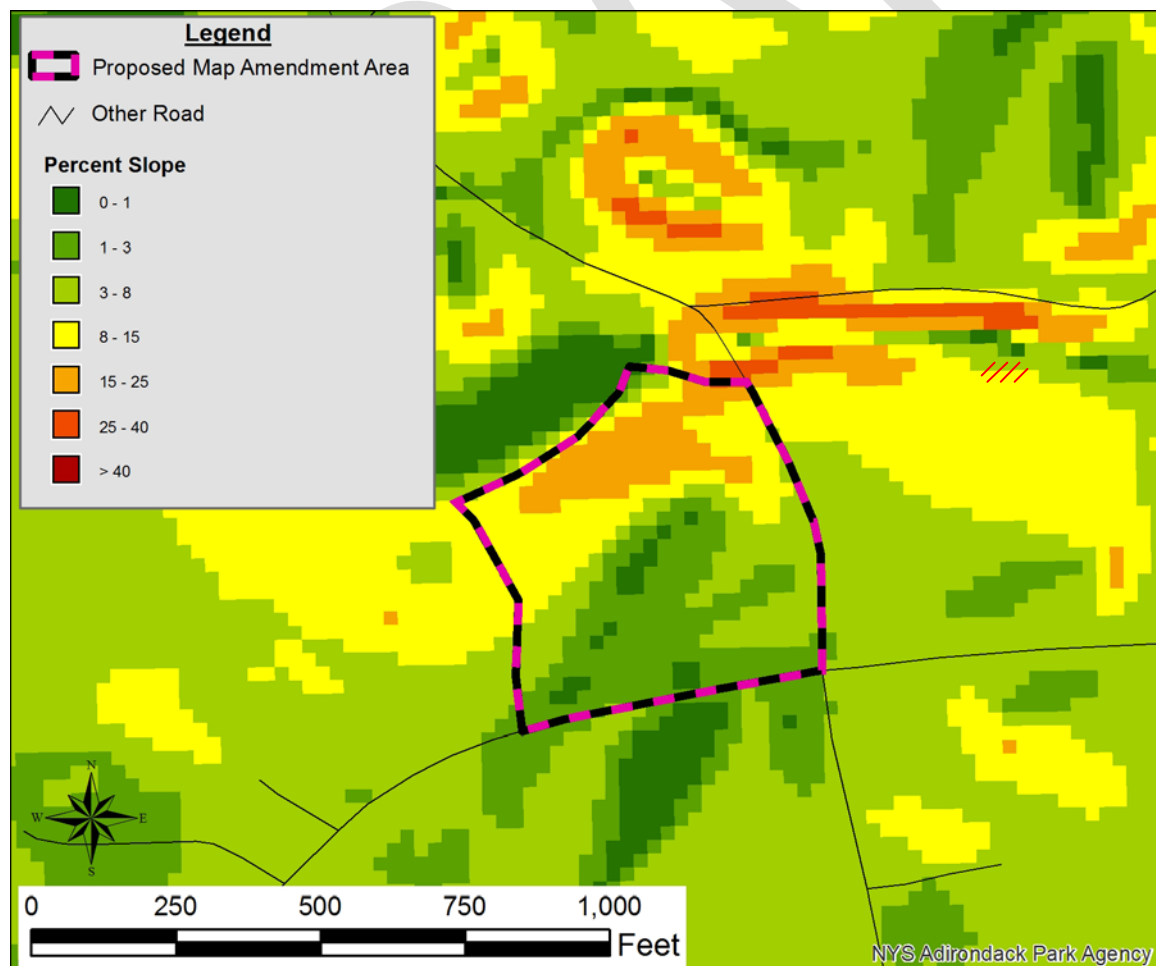 Legend
Proposed Map Amendment Area
Other Road
Percent Slope
0 - 1
1 - 3
3 - 8
8 - 15
15 - 25
25 - 40
> 40
N
W E
S
0 250 500 750 1,000
Feet
NYS Adirondack Park Agency